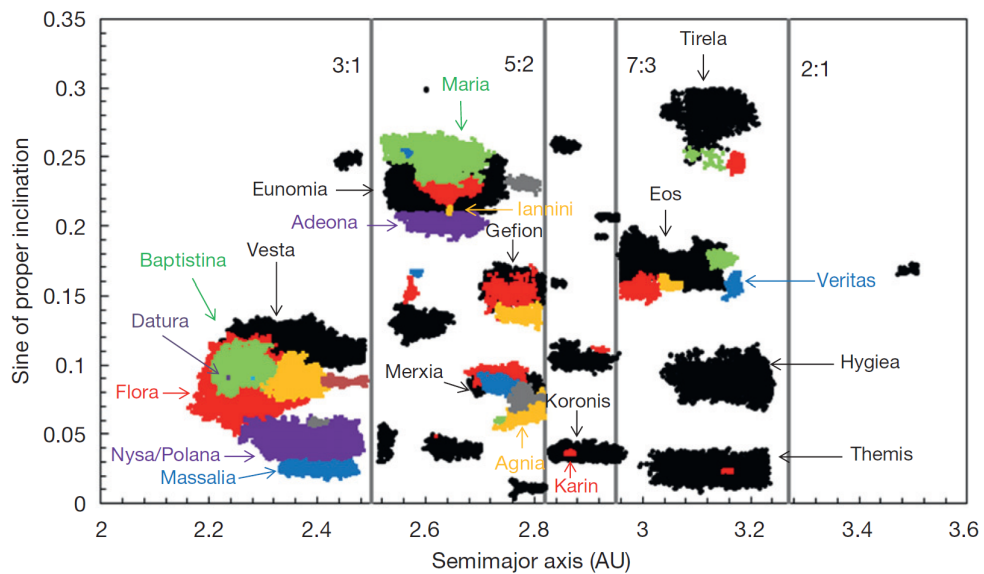 0.35
0.3
0.25
0.2
0.15
0.1
0.05
0
Sine of proper inclination
3:1
5:2
7:3
2:1
Tirela
Maria
Eunomia
Iannini
Adeona
Gefion
Eos
Vesta
Baptistina
Veritas
Datura
Merxia
Hygiea
Flora
Koronis
Nysa/Polana
Agnia
Themis
Massalia
Karin
2 2.2 2.4 2.6 2.8 3 3.2 3.4 3.6
Semimajor axis (AU)